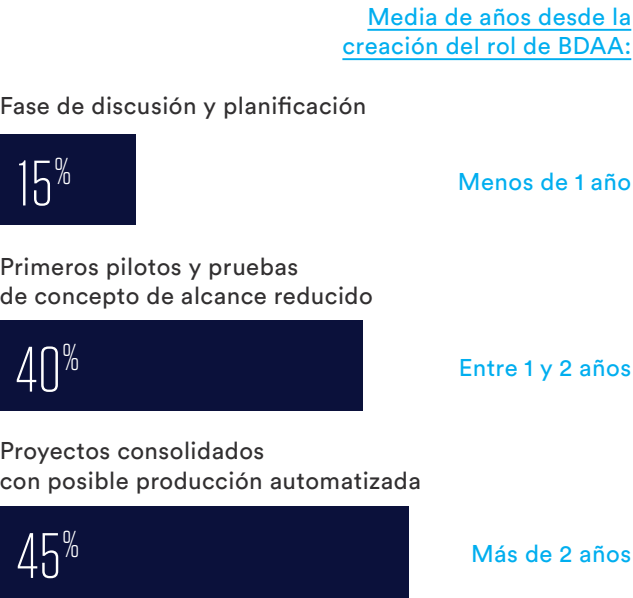 Media de años desde la
creación del rol de BDAA:
Fase de discusión y planificación
15%
Menos de 1 año
Primeros pilotos y pruebas
de concepto de alcance reducido
40%
Entre 1 y 2 años
Proyectos consolidados
con posible producción automatizada
45%
Más de 2 años